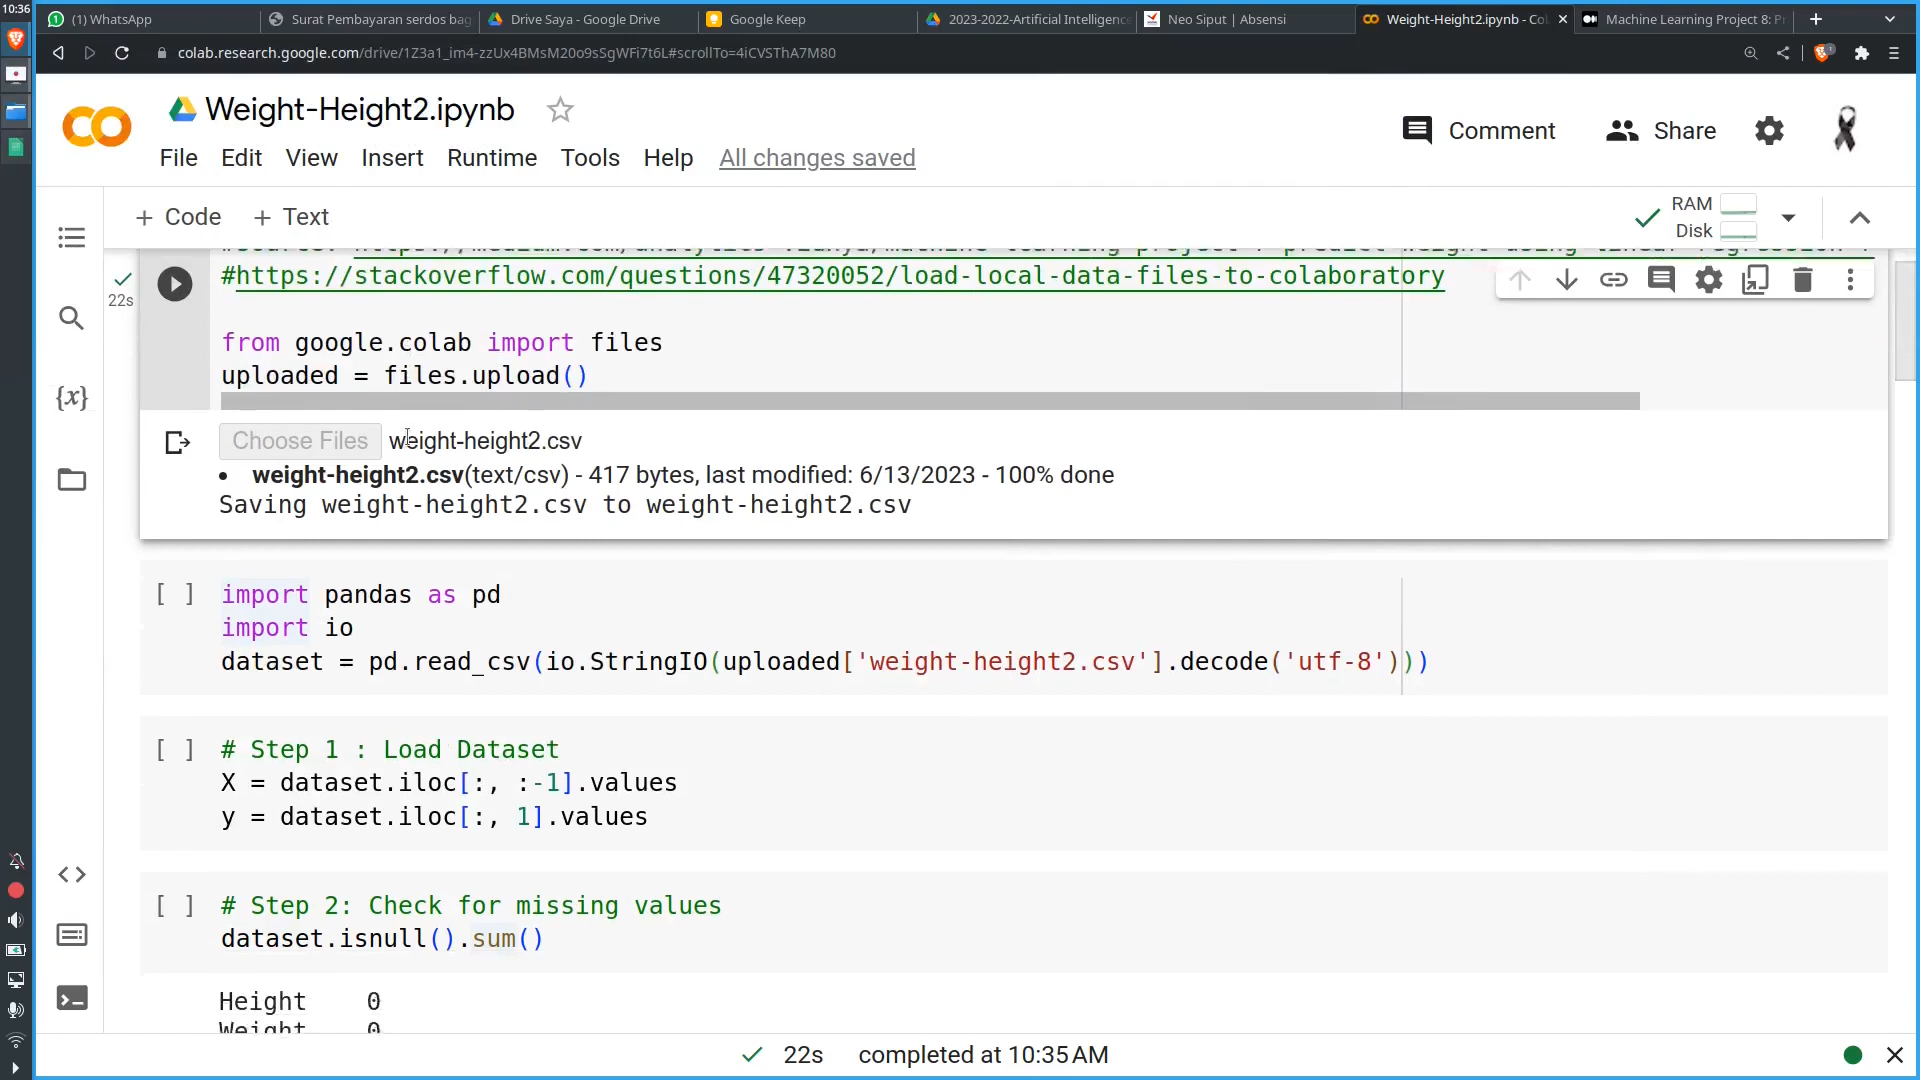 10:36
(1) WhatsApp
Surat Pembayaran serdos bag
Drive Saya - Google Drive
Google Keep
2023-2022-Artificial Intelligence
Neo Siput | Absensi
Weight-Height2.ipynb - Co
Machine Learning Project 8: Pr
colab.research.google.com/drive/1Z3a1_im4-zzUx4BMsM20o9sSgWFi7t6L#scrollTo=4iCVSThA7M80
Weight-Height2.ipynb
Comment
Share
File Edit View Insert Runtime Tools Help All changes saved
+ Code + Text
RAM
Disk
#https://stackoverflow.com/questions/47320052/load-local-data-files-to-colaboratory
22s
from google.colab import files
uploaded = files.upload()
Choose Files weight-height2.csv
• weight-height2.csv(text/csv) - 417 bytes, last modified: 6/13/2023 - 100% done
Saving weight-height2.csv to weight-height2.csv
[ ] import pandas as pd
import io
dataset = pd.read_csv(io.StringIO(uploaded['weight-height2.csv'].decode('utf-8')))
[ ] # Step 1 : Load Dataset
X = dataset.iloc[:, :-1].values
y = dataset.iloc[:, 1].values
[ ] # Step 2: Check for missing values
dataset.isnull().sum()
Height 0
Weight 0
22s completed at 10:35 AM